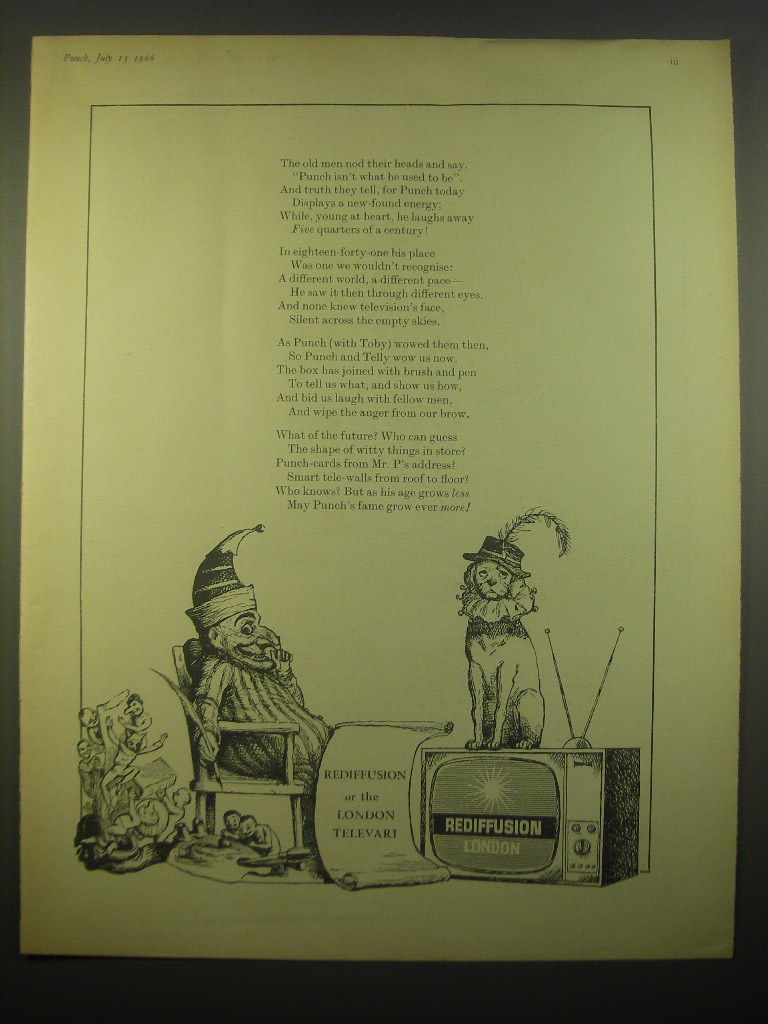 Punch, July 13 1966
iii
The old men nod their heads and say,
"Punch isn't what he used to be".
And truth they tell, for Punch today
Displays a new-found energy;
While, young at heart, he laughs away
Five quarters of a century!
In eighteen-forty-one his place
Was one we wouldn't recognise:
A different world, a different pace—
He saw it then through different eyes.
And none knew television's face,
Silent across the empty skies.
As Punch (with Toby) wowed them then,
So Punch and Telly wow us now.
The box has joined with brush and pen
To tell us what, and show us how,
And bid us laugh with fellow men,
And wipe the anger from our brow.
What of the future? Who can guess
The shape of witty things in store?
Punch-cards from Mr. P's address?
Smart tele-walls from roof to floor?
Who knows? But as his age grows less
May Punch's fame grow ever more!
REDIFFUSION
or the
LONDON
TELEVARI
REDIFFUSION
LONDON